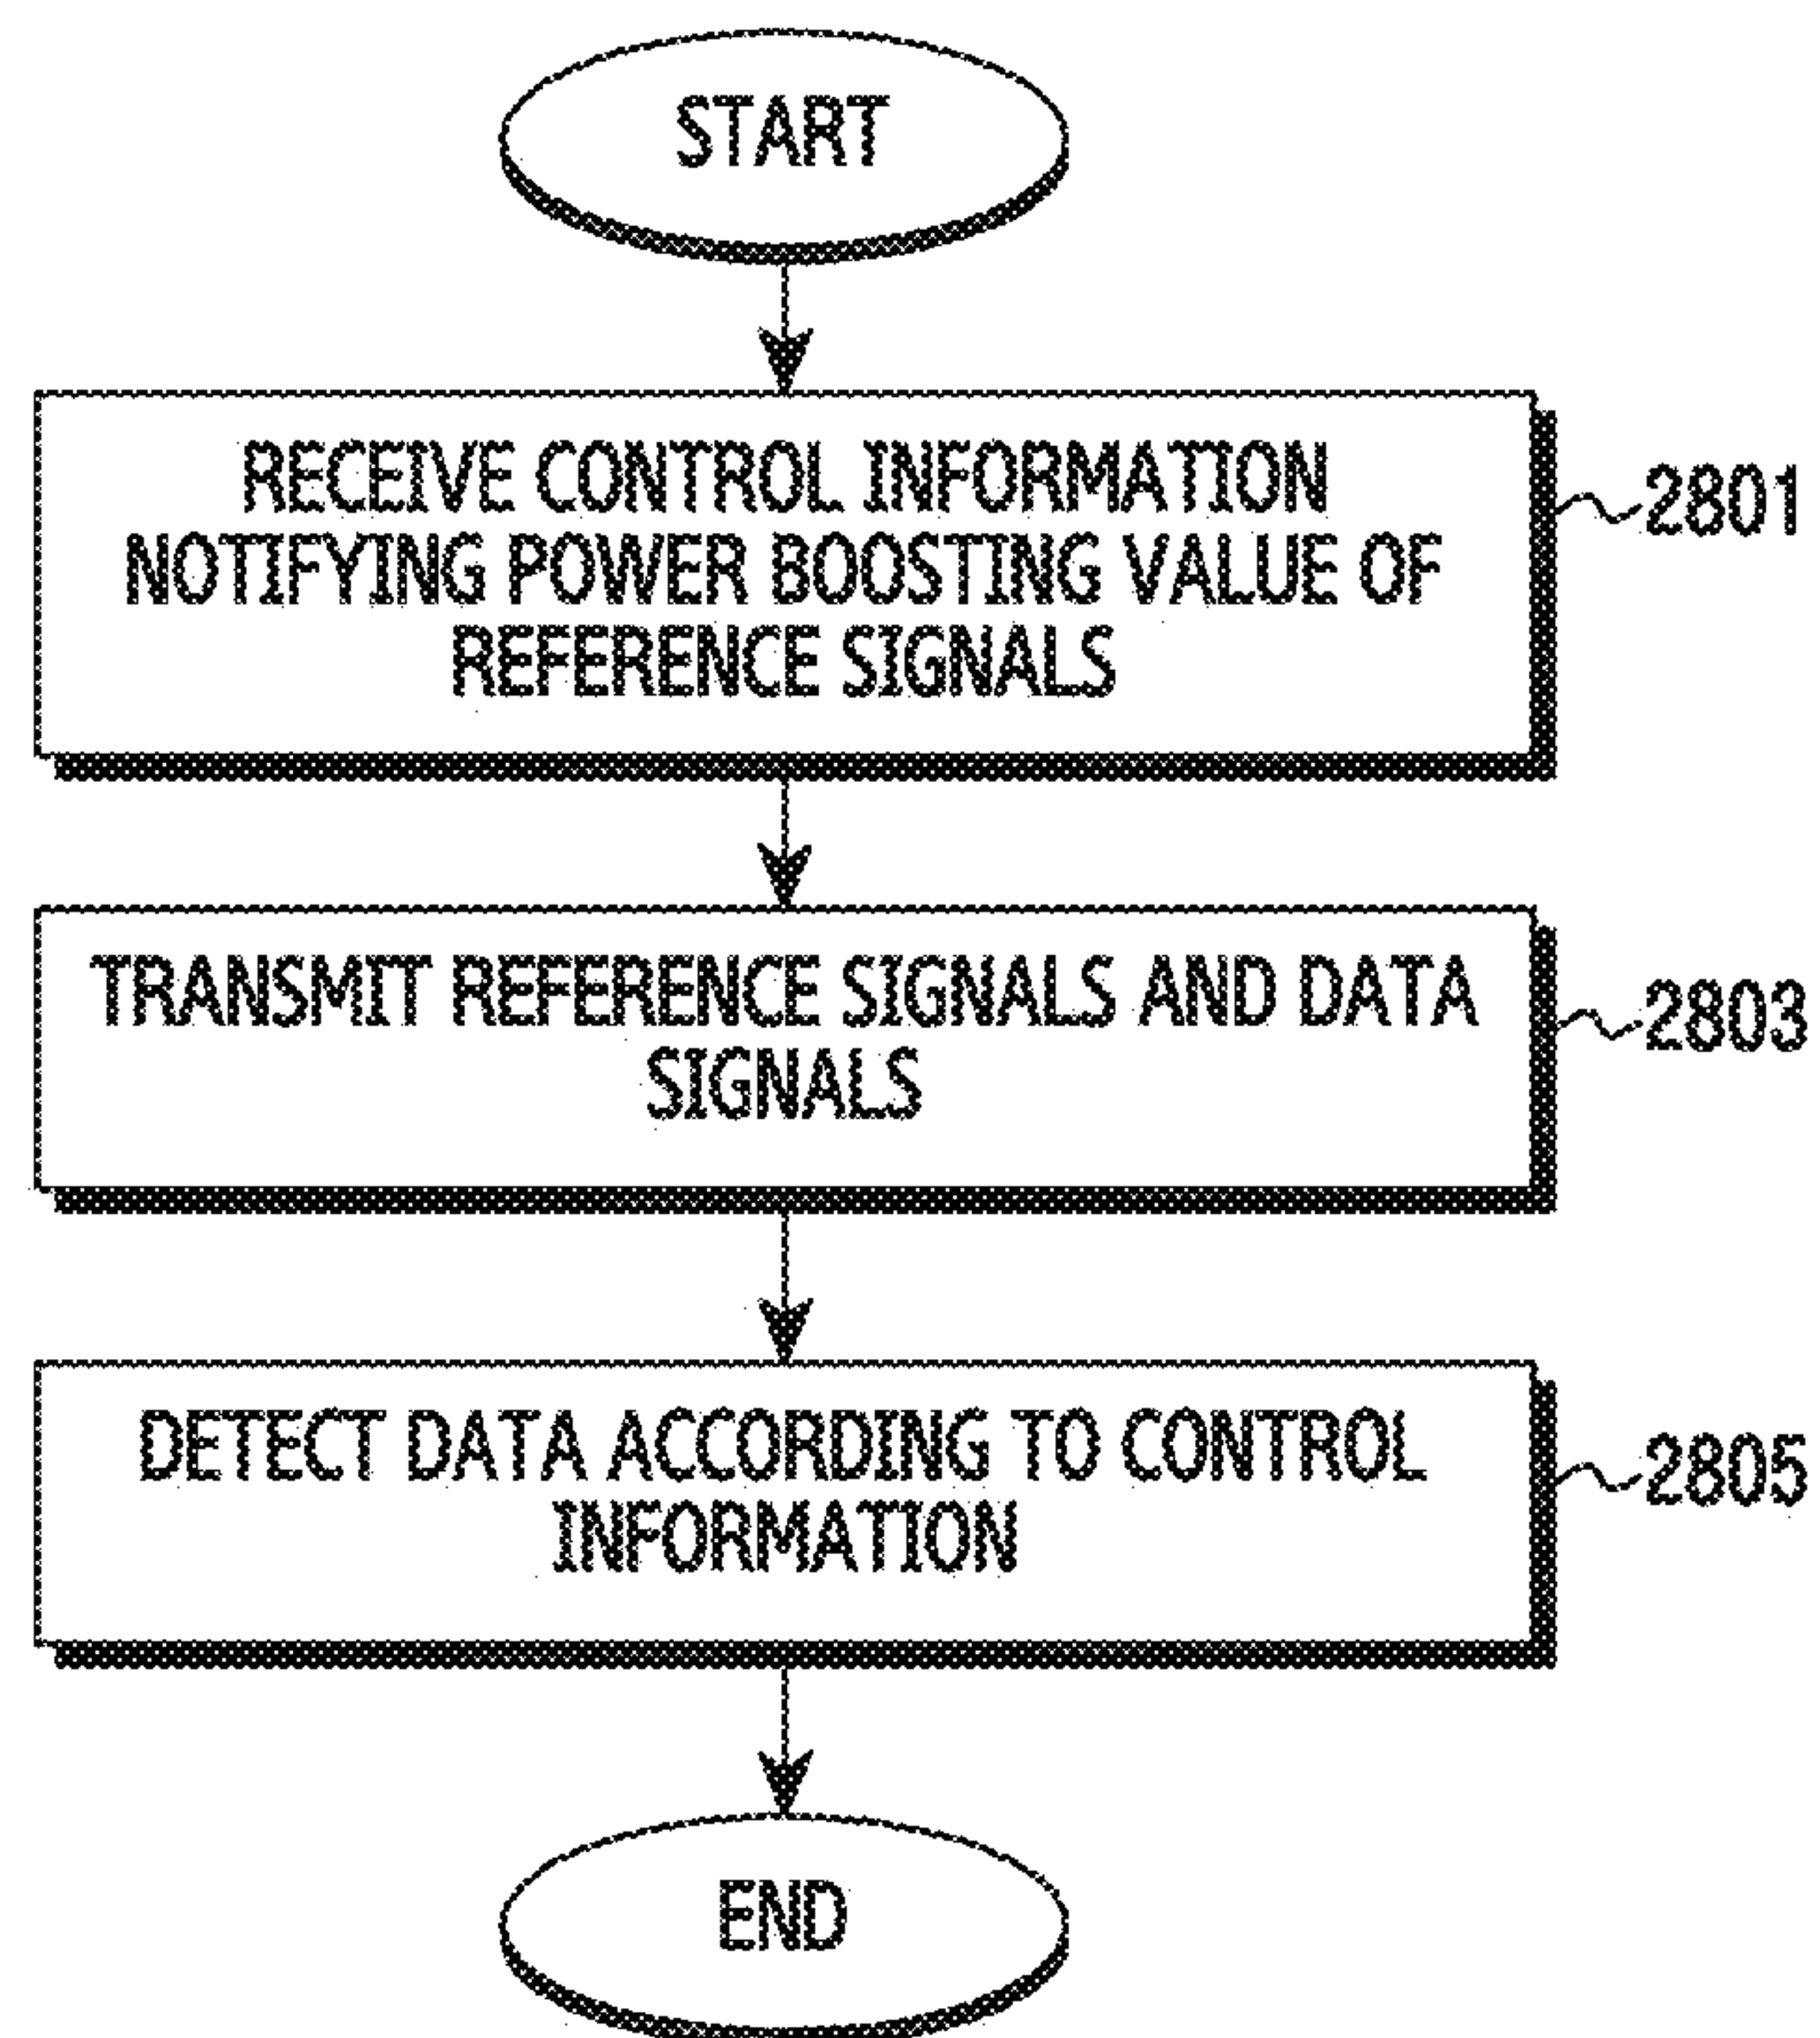 START
RECEIVE CONTROL INFORMATION
NOTIFYING POWER BOOSTING VALUE OF
REFERENCE SIGNALS
2801
TRANSMIT REFERENCE SIGNALS AND DATA
SIGNALS
2803
DETECT DATA ACCORDING TO CONTROL
INFORMATION
2805
END